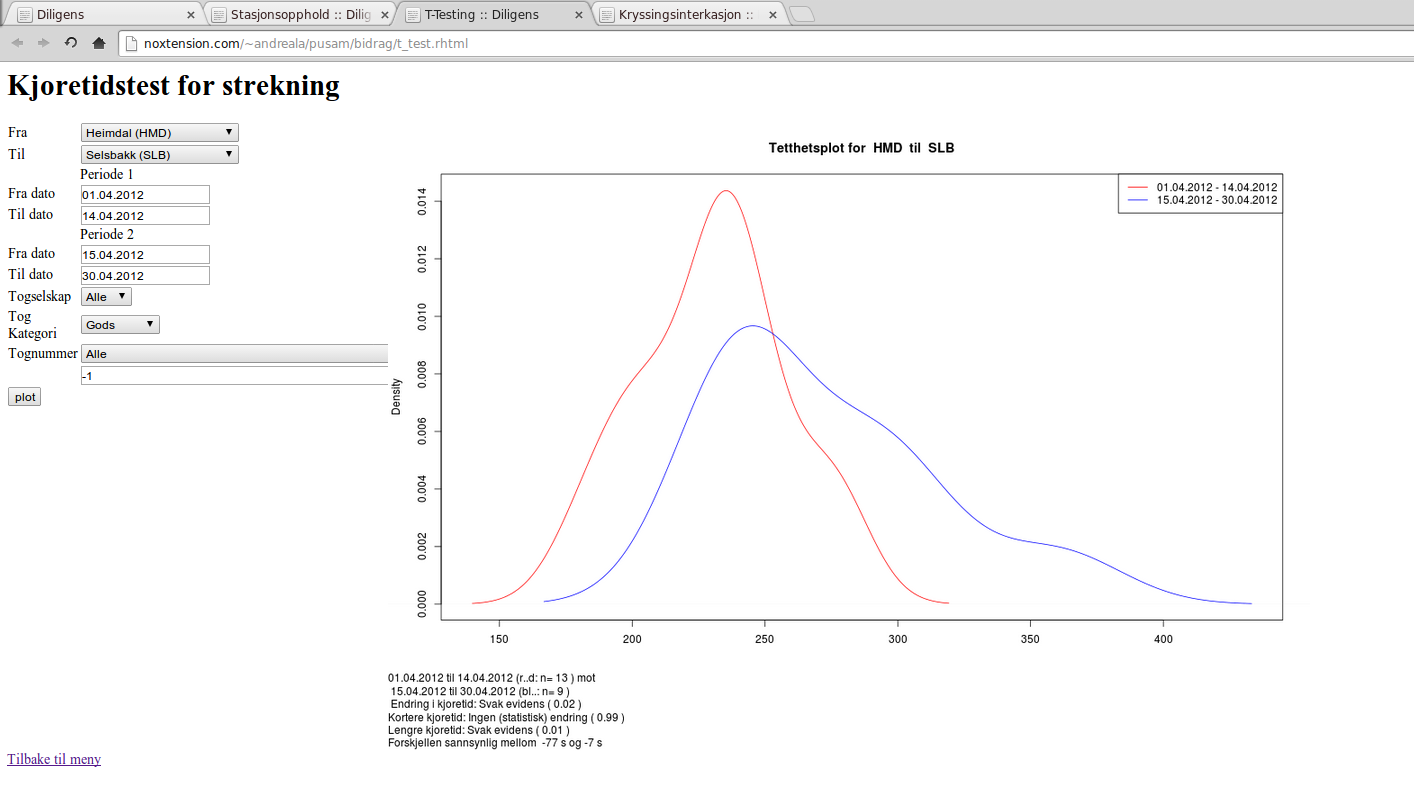 Diligens
Stasjonsopphold :: Dilig
T-Testing :: Diligens
Kryssingsinterkasjon ::
noxtension.com/~andreala/pusam/bidrag/t_test.rhtml
Kjoretidstest for strekning
Fra Heimdal (HMD)
Til Selsbakk (SLB)
Periode 1
Fra dato 01.04.2012
Til dato 14.04.2012
Periode 2
Fra dato 15.04.2012
Til dato 30.04.2012
Togselskap Alle
Tog
Kategori Gods
Tognummer Alle
-1
plot
Tetthetsplot for HMD til SLB
01.04.2012 - 14.04.2012
15.04.2012 - 30.04.2012
Density
0.014
0.012
0.010
0.008
0.006
0.004
0.002
0.000
150 200 250 300 350 400
01.04.2012 til 14.04.2012 (r..d: n= 13 ) mot
15.04.2012 til 30.04.2012 (bl..: n= 9 )
Endring i kjoretid: Svak evidens ( 0.02 )
Kortere kjoretid: Ingen (statistisk) endring ( 0.99 )
Lengre kjoretid: Svak evidens ( 0.01 )
Forskjellen sannsynlig mellom -77 s og -7 s
Tilbake til meny